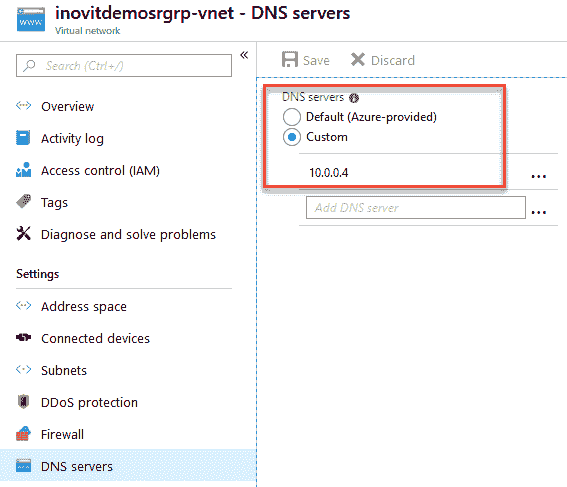 inovitdemosrgrp-vnet - DNS servers
Virtual network
Search (Ctrl+/)
«
Overview
Activity log
Access control (IAM)
Tags
Diagnose and solve problems
Settings
Address space
Connected devices
Subnets
DDoS protection
Firewall
DNS servers
Save
Discard
DNS servers
Default (Azure-provided)
Custom
10.0.0.4
...
Add DNS server
...